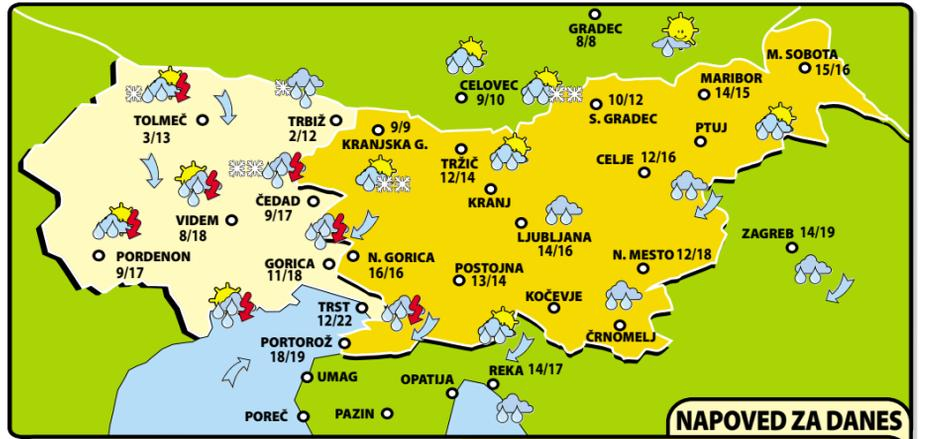 GRADEC
8/8
M. SOBOTA
15/16
CELOVEC
9/10
MARIBOR
14/15
10/12
S. GRADEC
TOLMEČ
3/13
TRBIŽ
2/12
9/9
KRANJSKA G.
PTUJ
TRŽIČ
12/14
CELJE 12/16
KRANJ
ČEDAD
9/17
VIDEM
8/18
LJUBLJANA
14/16
ZAGREB 14/19
PORDENON
9/17
GORICA
11/18
N. GORICA
16/16
POSTOJNA
13/14
N. MESTO 12/18
KOČEVJE
TRST
12/22
ČRNOMELJ
PORTOROŽ
18/19
UMAG
OPATIJA
REKA 14/17
POREČ
PAZIN
NAPOVED ZA DANES